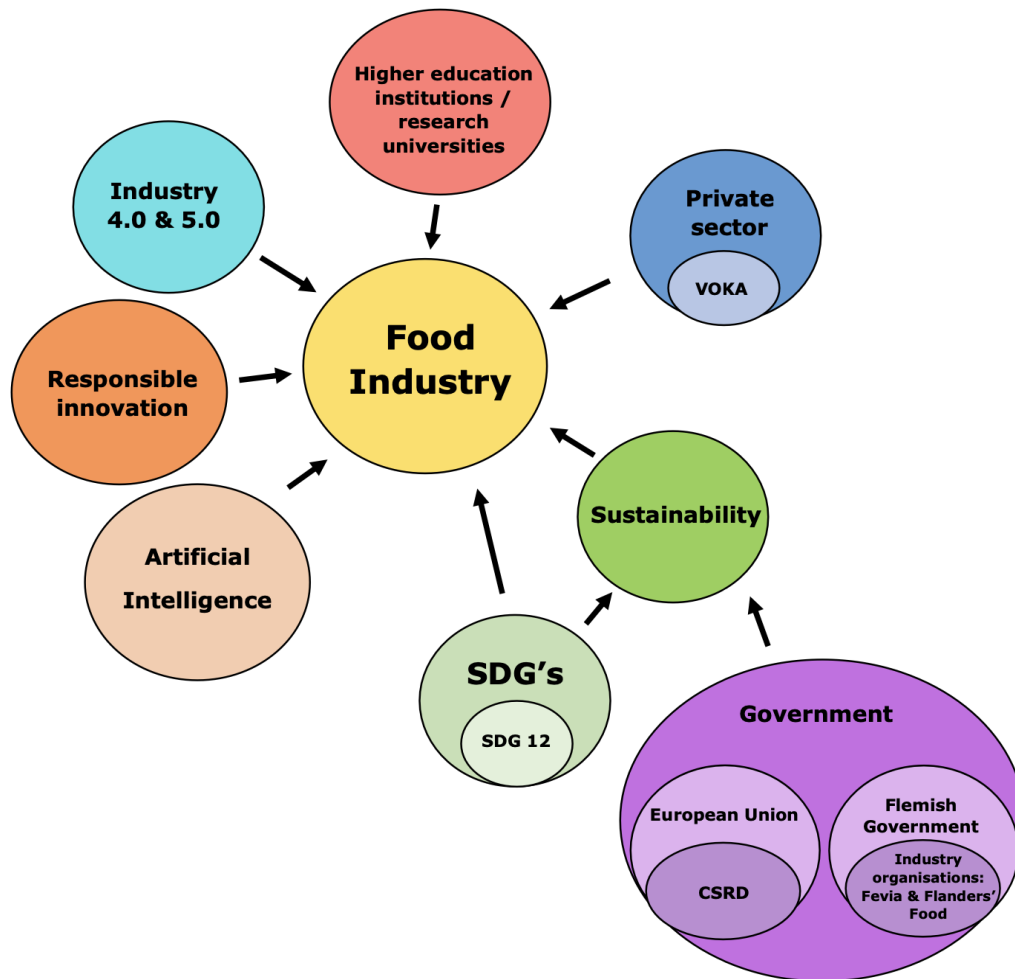 Higher education
institutions /
research
universities
Industry
4.0 & 5.0
Private
sector
VOKA
Food
Industry
Responsible
innovation
Sustainability
Artificial
Intelligence
SDG's
SDG 12
Government
European Union
CSRD
Flemish
Government
Industry
organisations:
Fevia & Flanders'
Food